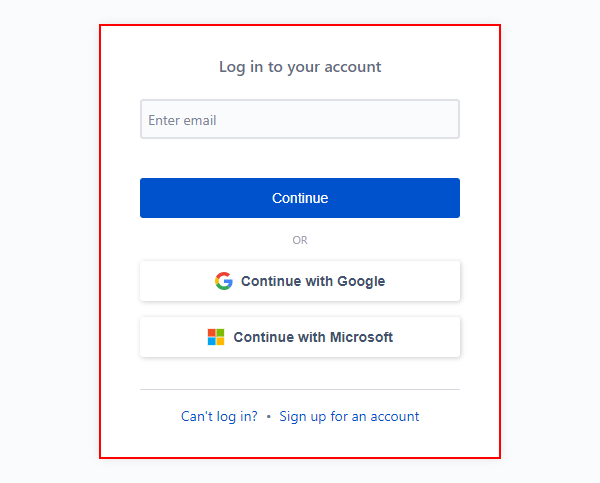 Log in to your account
Enter email
Continue
OR
Continue with Google
Continue with Microsoft
Can't log in? • Sign up for an account